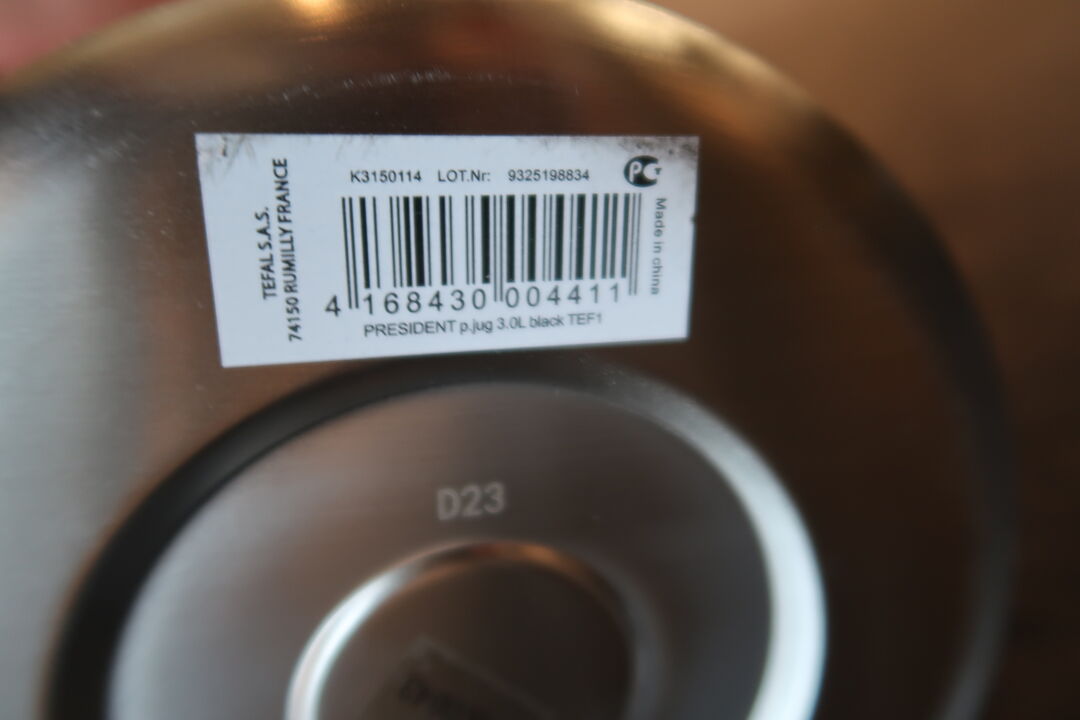 K3150114 LOT.Nr: 9325198834
TEFAL S.A.S.
74150 RUMILLY FRANCE
Made in china
4 168430 004411
PRESIDENT p.jug 3.0L black TEF1
D23